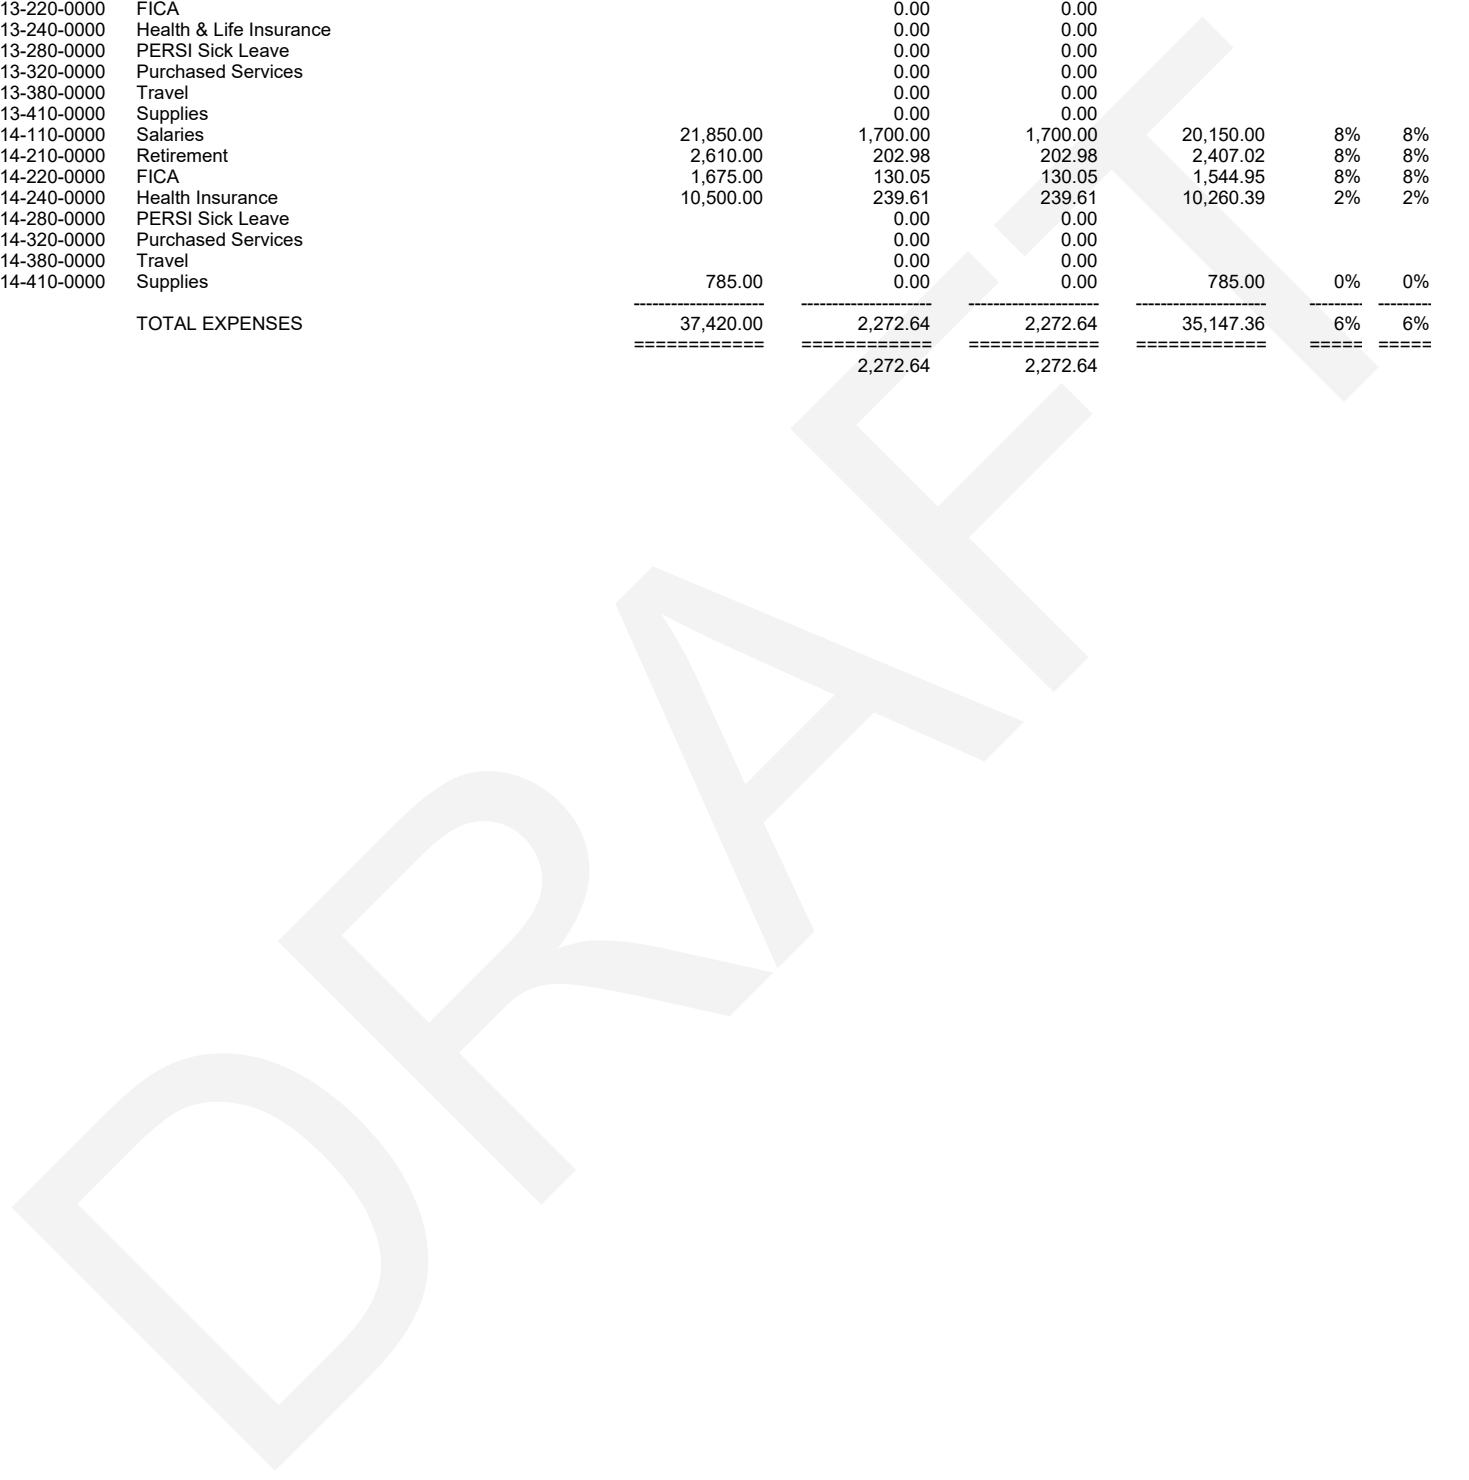 13-220-0000 FICA 0.00 0.00
13-240-0000 Health & Life Insurance 0.00 0.00
13-280-0000 PERSI Sick Leave 0.00 0.00
13-320-0000 Purchased Services 0.00 0.00
13-380-0000 Travel 0.00 0.00
13-410-0000 Supplies 0.00 0.00
14-110-0000 Salaries 21,850.00 1,700.00 1,700.00 20,150.00 8% 8%
14-210-0000 Retirement 2,610.00 202.98 202.98 2,407.02 8% 8%
14-220-0000 FICA 1,675.00 130.05 130.05 1,544.95 8% 8%
14-240-0000 Health Insurance 10,500.00 239.61 239.61 10,260.39 2% 2%
14-280-0000 PERSI Sick Leave 0.00 0.00
14-320-0000 Purchased Services 0.00 0.00
14-380-0000 Travel 0.00 0.00
14-410-0000 Supplies 785.00 0.00 0.00 785.00 0% 0%
--------------------- --------------------- --------------------- --------------------- -------- --------
TOTAL EXPENSES 37,420.00 2,272.64 2,272.64 35,147.36 6% 6%
============ ============ ============ ============ ===== =====
2,272.64 2,272.64
DRAFT